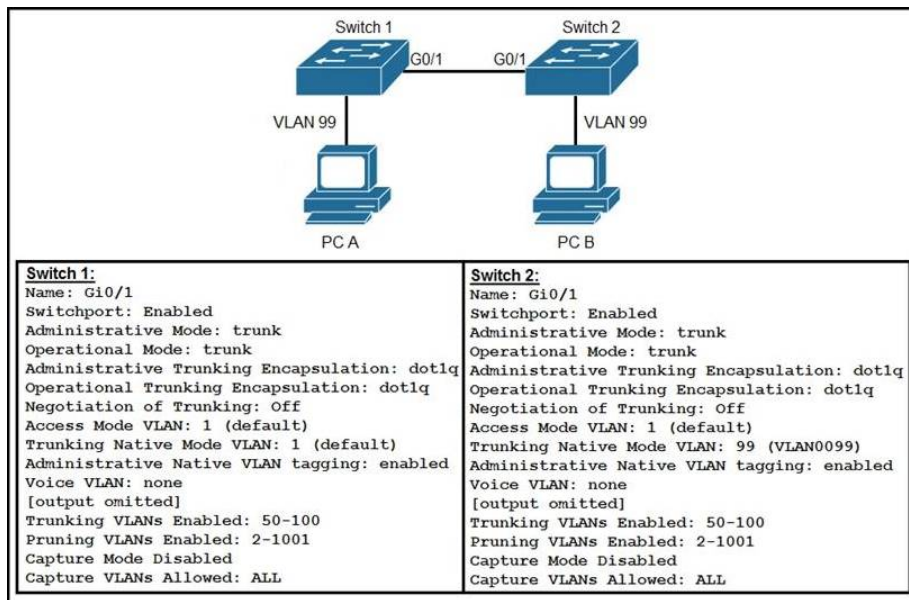 Switch 1
Switch 2
G0/1
G0/1
VLAN 99
VLAN 99
PC A
PC B
Switch 1:
Name: Gi0/1
Switchport: Enabled
Administrative Mode: trunk
Operational Mode: trunk
Administrative Trunking Encapsulation: dot1q
Operational Trunking Encapsulation: dot1q
Negotiation of Trunking: Off
Access Mode VLAN: 1 (default)
Trunking Native Mode VLAN: 1 (default)
Administrative Native VLAN tagging: enabled
Voice VLAN: none
[output omitted]
Trunking VLANs Enabled: 50-100
Pruning VLANs Enabled: 2-1001
Capture Mode Disabled
Capture VLANs Allowed: ALL
Switch 2:
Name: Gi0/1
Switchport: Enabled
Administrative Mode: trunk
Operational Mode: trunk
Administrative Trunking Encapsulation: dot1q
Operational Trunking Encapsulation: dot1q
Negotiation of Trunking: Off
Access Mode VLAN: 1 (default)
Trunking Native Mode VLAN: 99 (VLAN0099)
Administrative Native VLAN tagging: enabled
Voice VLAN: none
[output omitted]
Trunking VLANs Enabled: 50-100
Pruning VLANs Enabled: 2-1001
Capture Mode Disabled
Capture VLANs Allowed: ALL